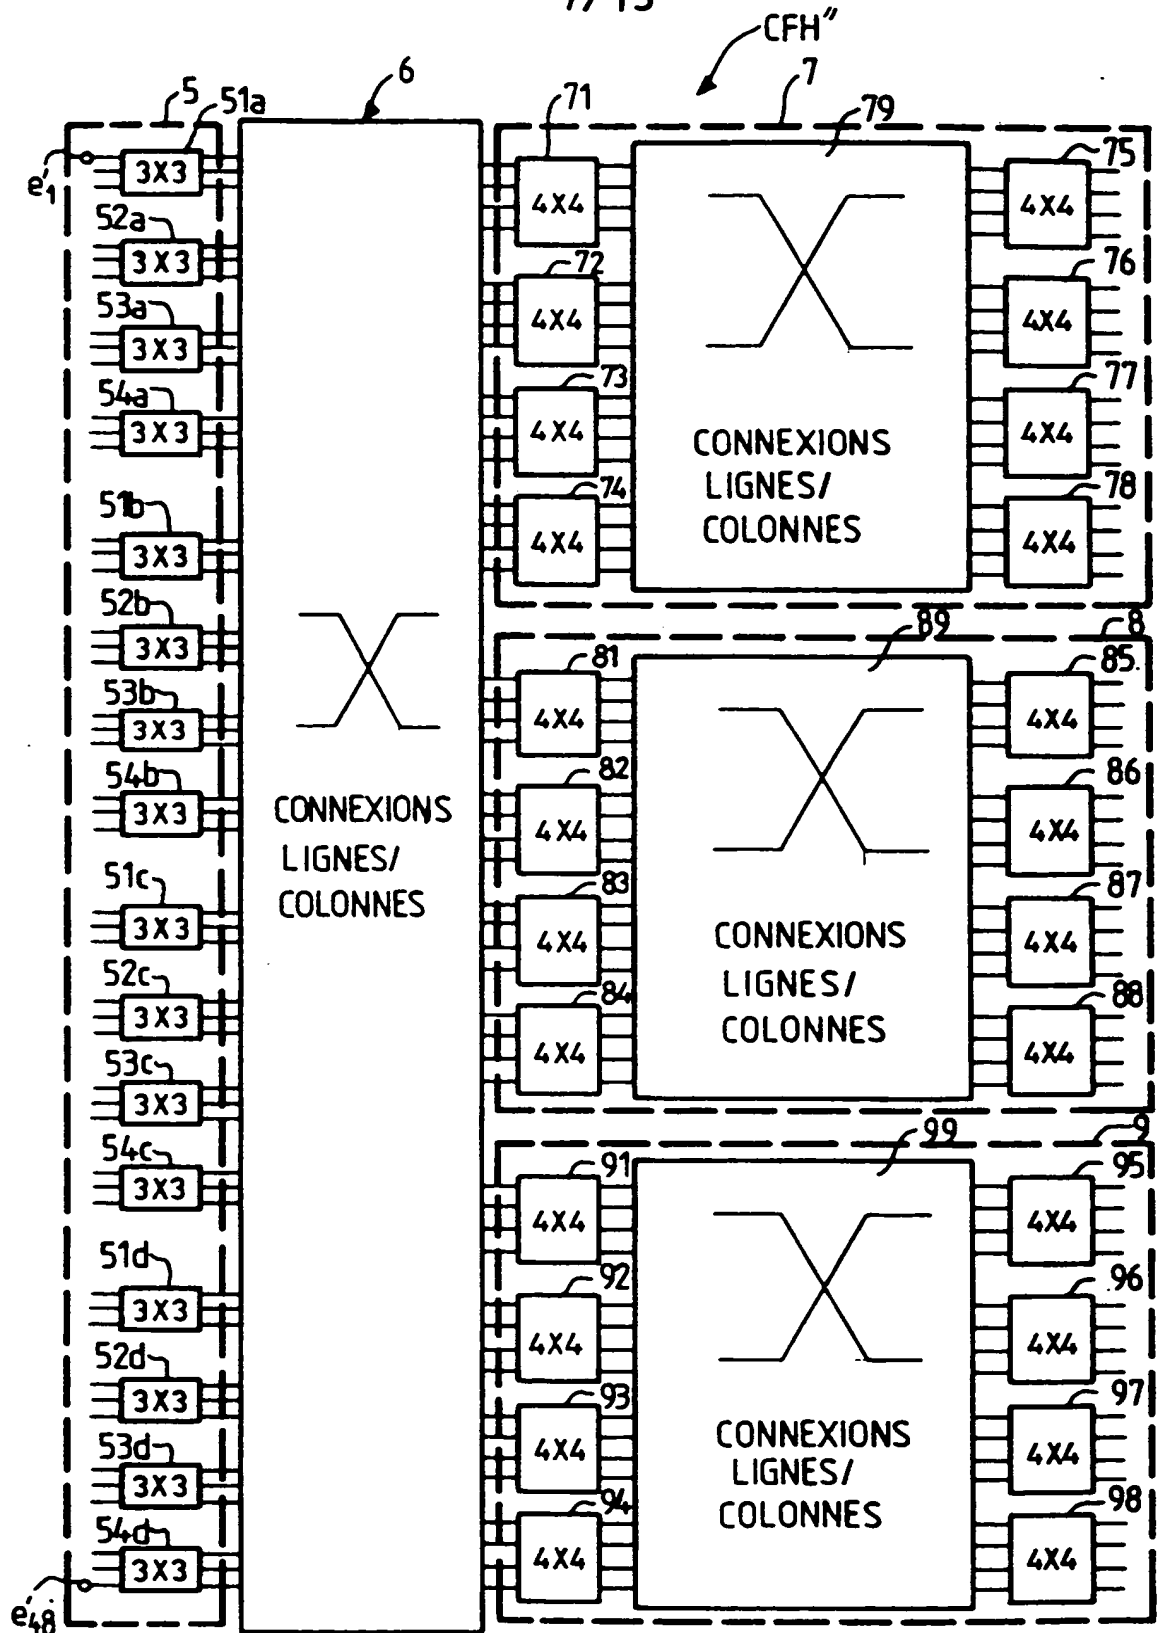 7/13
CFH"
5
51a
6
7
71
79
75
e'1
3X3
4X4
4X4
52a
3X3
72
76
4X4
4X4
53a
3X3
73
77
4X4
4X4
54a
3X3
CONNEXIONS
LIGNES/
COLONNES
74
78
4X4
4X4
51b
3X3
52b
3X3
89
8
81
85
4X4
4X4
53b
3X3
54b
3X3
82
86
4X4
4X4
CONNEXIONS
LIGNES/
COLONNES
51c
3X3
83
87
4X4
4X4
CONNEXIONS
LIGNES/
COLONNES
52c
3X3
84
88
4X4
4X4
53c
3X3
54c
3X3
99
9
91
95
4X4
4X4
51d
3X3
92
96
4X4
4X4
52d
3X3
93
97
4X4
4X4
CONNEXIONS
LIGNES/
COLONNES
53d
3X3
94
98
4X4
4X4
54d
3X3
e'48